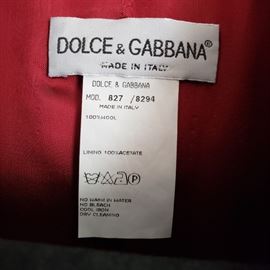 DOLCE & GABBANA®
MADE IN ITALY
DOLCE & GABBANA
MOD. 827 /8294
MADE IN ITALY
100%WOOL
LINING 100%ACETATE
NO WASH IN WATER
NO BLEACH
COOL IRON
DRY CLEANING